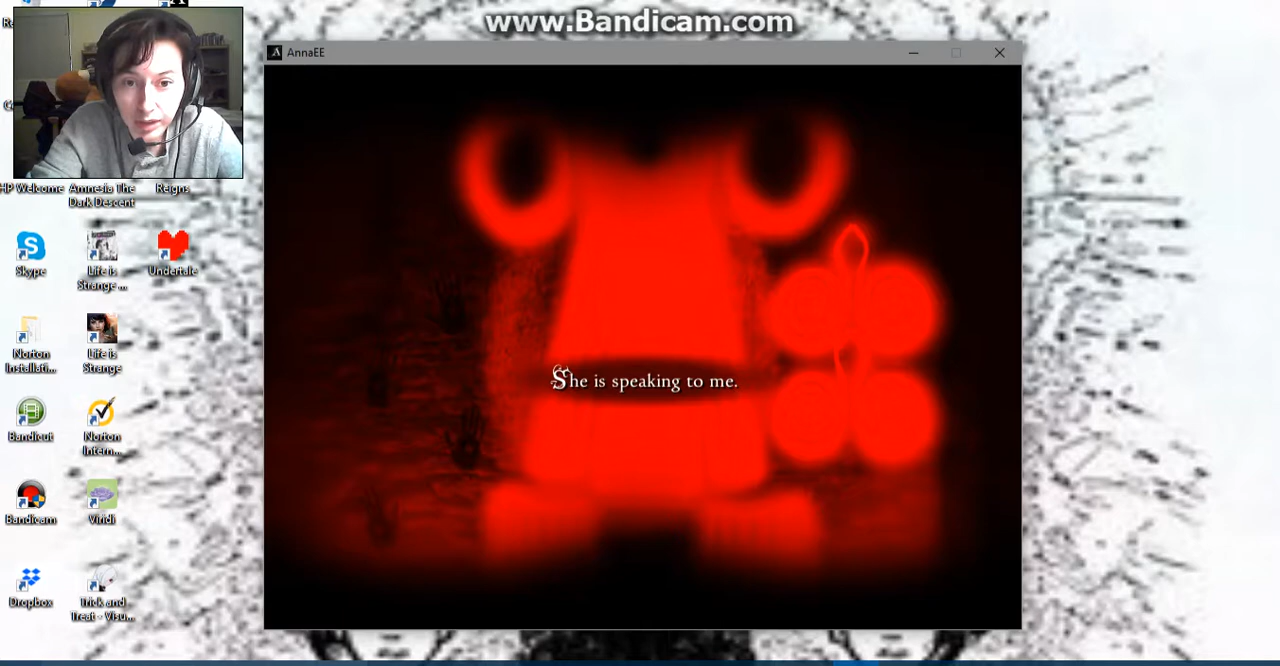 www.Bandicam.com
AnnaEE
HP Welcome
Amnesia The
Dark Descent
Reigns
Skype
Life is
Strange ...
Undertale
Norton
Installati...
Life is
Strange
Bandicut
Norton
Intern...
Bandicam
Viridi
Dropbox
Trick and
Treat - Visu...
She is speaking to me.